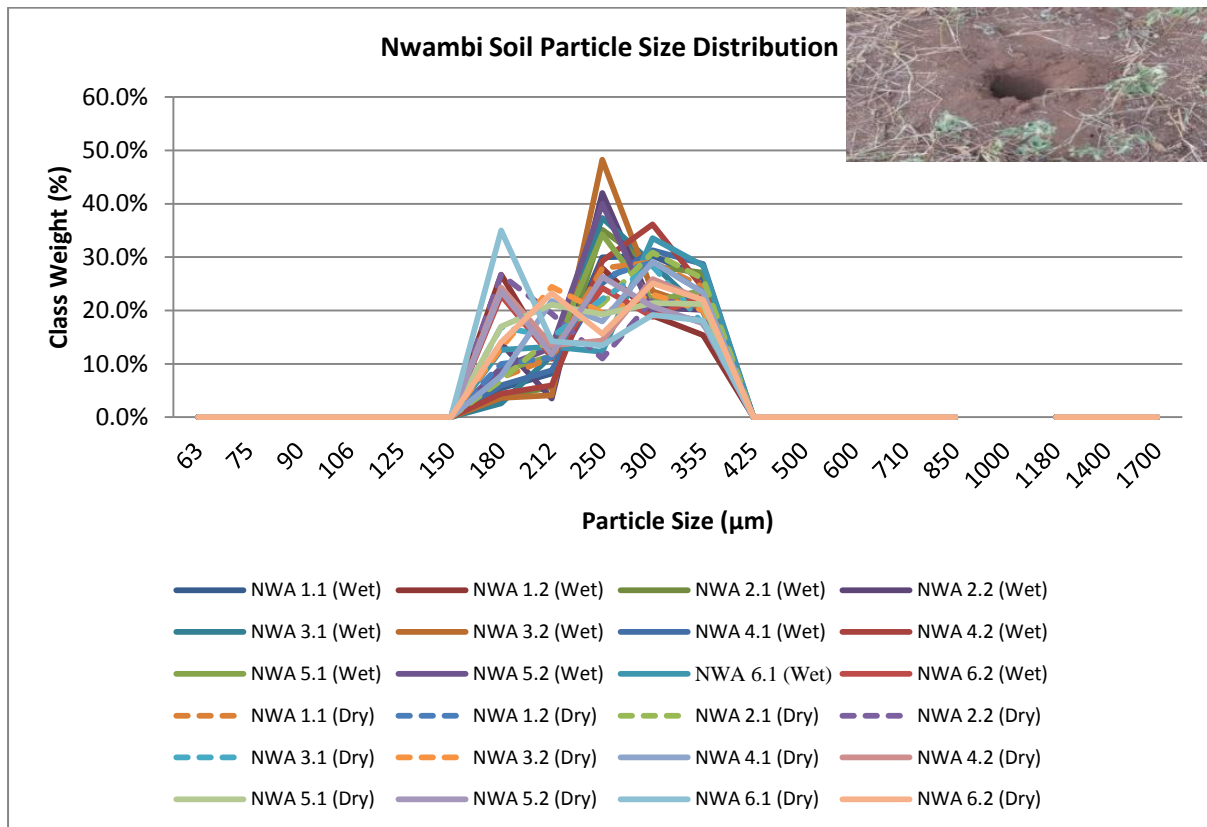 Nwambi Soil Particle Size Distribution
60.0%
50.0%
40.0%
30.0%
20.0%
10.0%
0.0%
Class Weight (%)
63 75 90 106 125 150 180 212 250 300 355 425 500 600 710 850 1000 1180 1400 1700
Particle Size (µm)
NWA 1.1 (Wet) NWA 1.2 (Wet) NWA 2.1 (Wet) NWA 2.2 (Wet)
NWA 3.1 (Wet) NWA 3.2 (Wet) NWA 4.1 (Wet) NWA 4.2 (Wet)
NWA 5.1 (Wet) NWA 5.2 (Wet) NWA 6.1 (Wet) NWA 6.2 (Wet)
NWA 1.1 (Dry) NWA 1.2 (Dry) NWA 2.1 (Dry) NWA 2.2 (Dry)
NWA 3.1 (Dry) NWA 3.2 (Dry) NWA 4.1 (Dry) NWA 4.2 (Dry)
NWA 5.1 (Dry) NWA 5.2 (Dry) NWA 6.1 (Dry) NWA 6.2 (Dry)